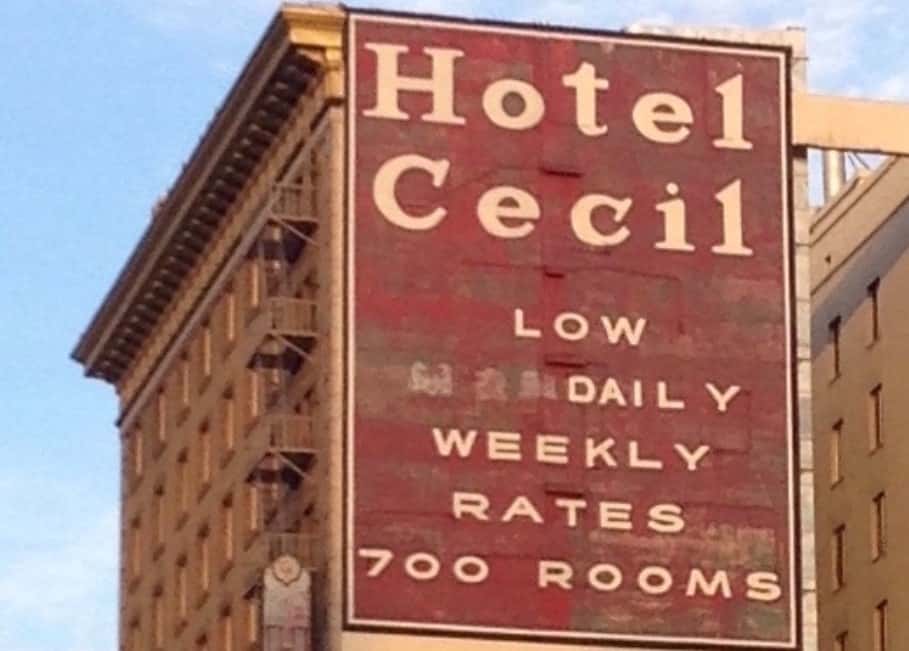 Hotel
Cecil
LOW
DAILY
WEEKLY
RATES
700 ROOMS